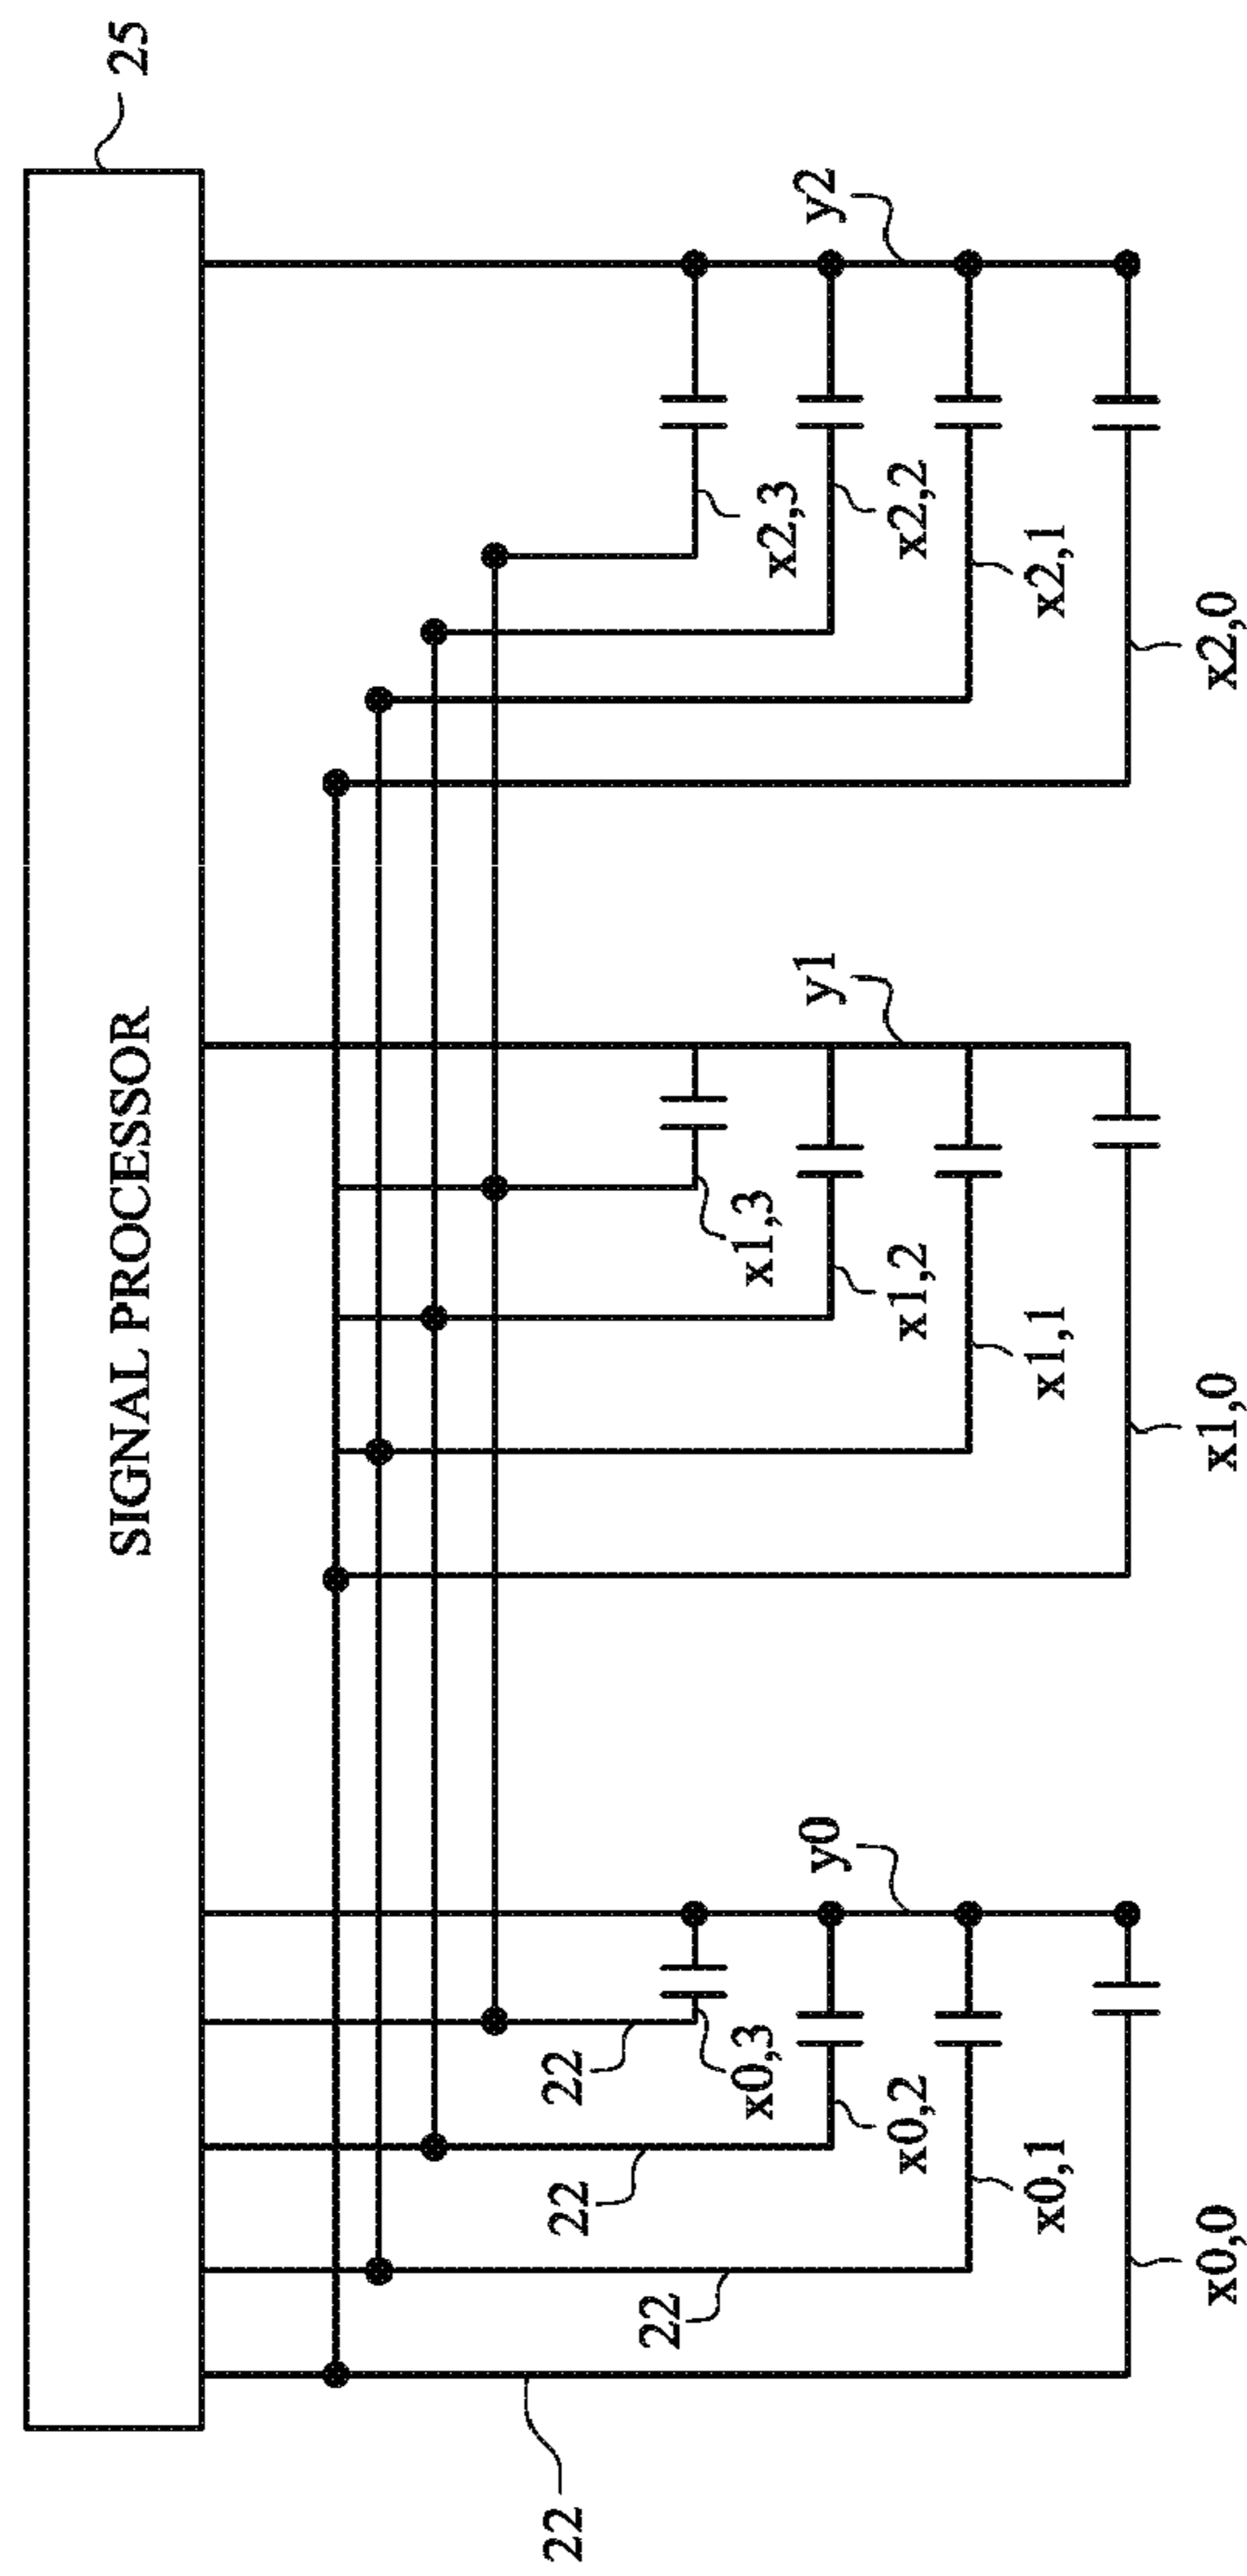 SIGNAL PROCESSOR
25
22
22
22
22
x0,0
x0,1
x0,2
x0,3
y0
x1,0
x1,1
x1,2
x1,3
y1
x2,0
x2,1
x2,2
x2,3
y2